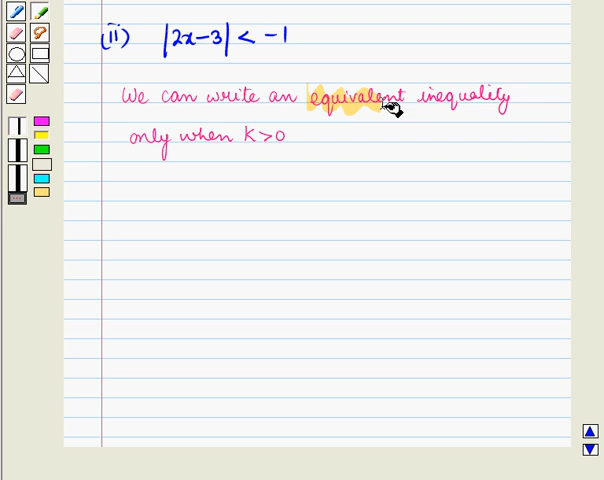 (ii) |2x-3| < -1
We can write an equivalent inequality
only when K>0